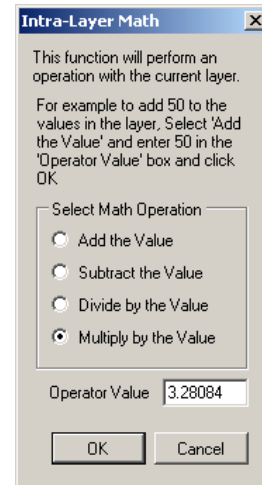 Intra-Layer Math
This function will perform an
operation with the current layer.
For example to add 50 to the
values in the layer, Select 'Add
the Value' and enter 50 in the
'Operator Value' box and click
OK
Select Math Operation
Add the Value
Subtract the Value
Divide by the Value
Multiply by the Value
Operator Value 3.28084
OK Cancel